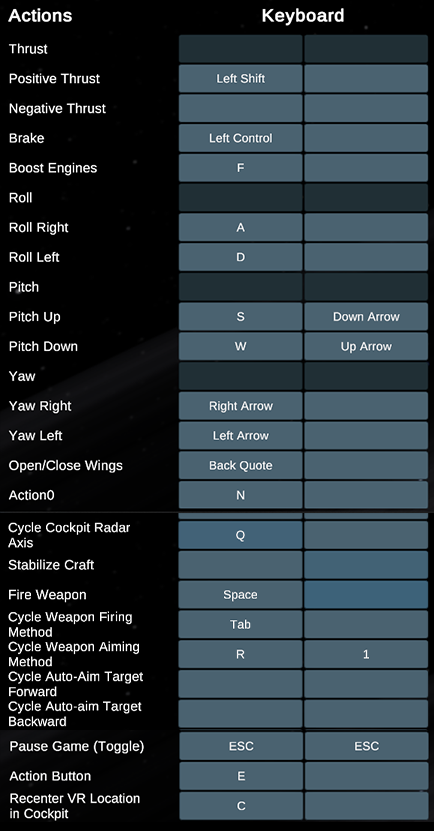 Actions Keyboard
Thrust
Positive Thrust Left Shift
Negative Thrust
Brake Left Control
Boost Engines F
Roll
Roll Right A
Roll Left D
Pitch
Pitch Up S Down Arrow
Pitch Down W Up Arrow
Yaw
Yaw Right Right Arrow
Yaw Left Left Arrow
Open/Close Wings Back Quote
Action0 N
Cycle Cockpit Radar
Axis Q
Stabilize Craft
Fire Weapon Space
Cycle Weapon Firing
Method Tab
Cycle Weapon Aiming
Method R 1
Cycle Auto-Aim Target
Forward
Cycle Auto-aim Target
Backward
Pause Game (Toggle) ESC ESC
Action Button E
Recenter VR Location
in Cockpit C